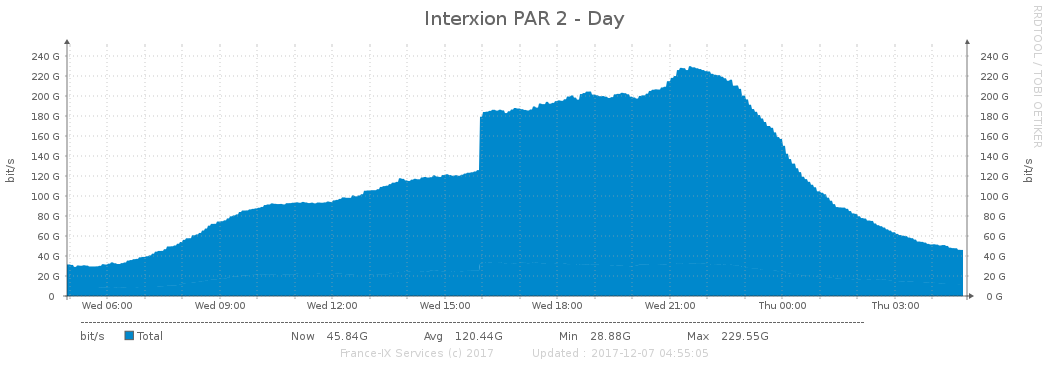 Interxion PAR 2 - Day
RRDTOOL / TOBI OETIKER
bit/s
240 G 240 G
220 G 220 G
200 G 200 G
180 G 180 G
160 G 160 G
140 G 140 G
120 G 120 G
100 G 100 G
80 G 80 G
60 G 60 G
40 G 40 G
20 G 20 G
0 0 G
bit/s
Wed 06:00 Wed 09:00 Wed 12:00 Wed 15:00 Wed 18:00 Wed 21:00 Thu 00:00 Thu 03:00
bit/s Total Now 45.84G Avg 120.44G Min 28.88G Max 229.55G
France-IX Services (c) 2017 Updated : 2017-12-07 04:55:05